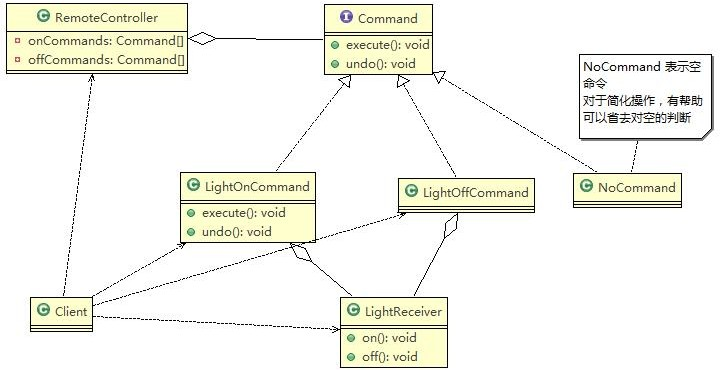 RemoteController
onCommands: Command[]
offCommands: Command[]
Command
execute(): void
undo(): void
NoCommand 表示空
命令
对于简化操作，有帮助
可以省去对空的判断
LightOnCommand
execute(): void
undo(): void
LightOffCommand
NoCommand
Client
LightReceiver
on(): void
off(): void